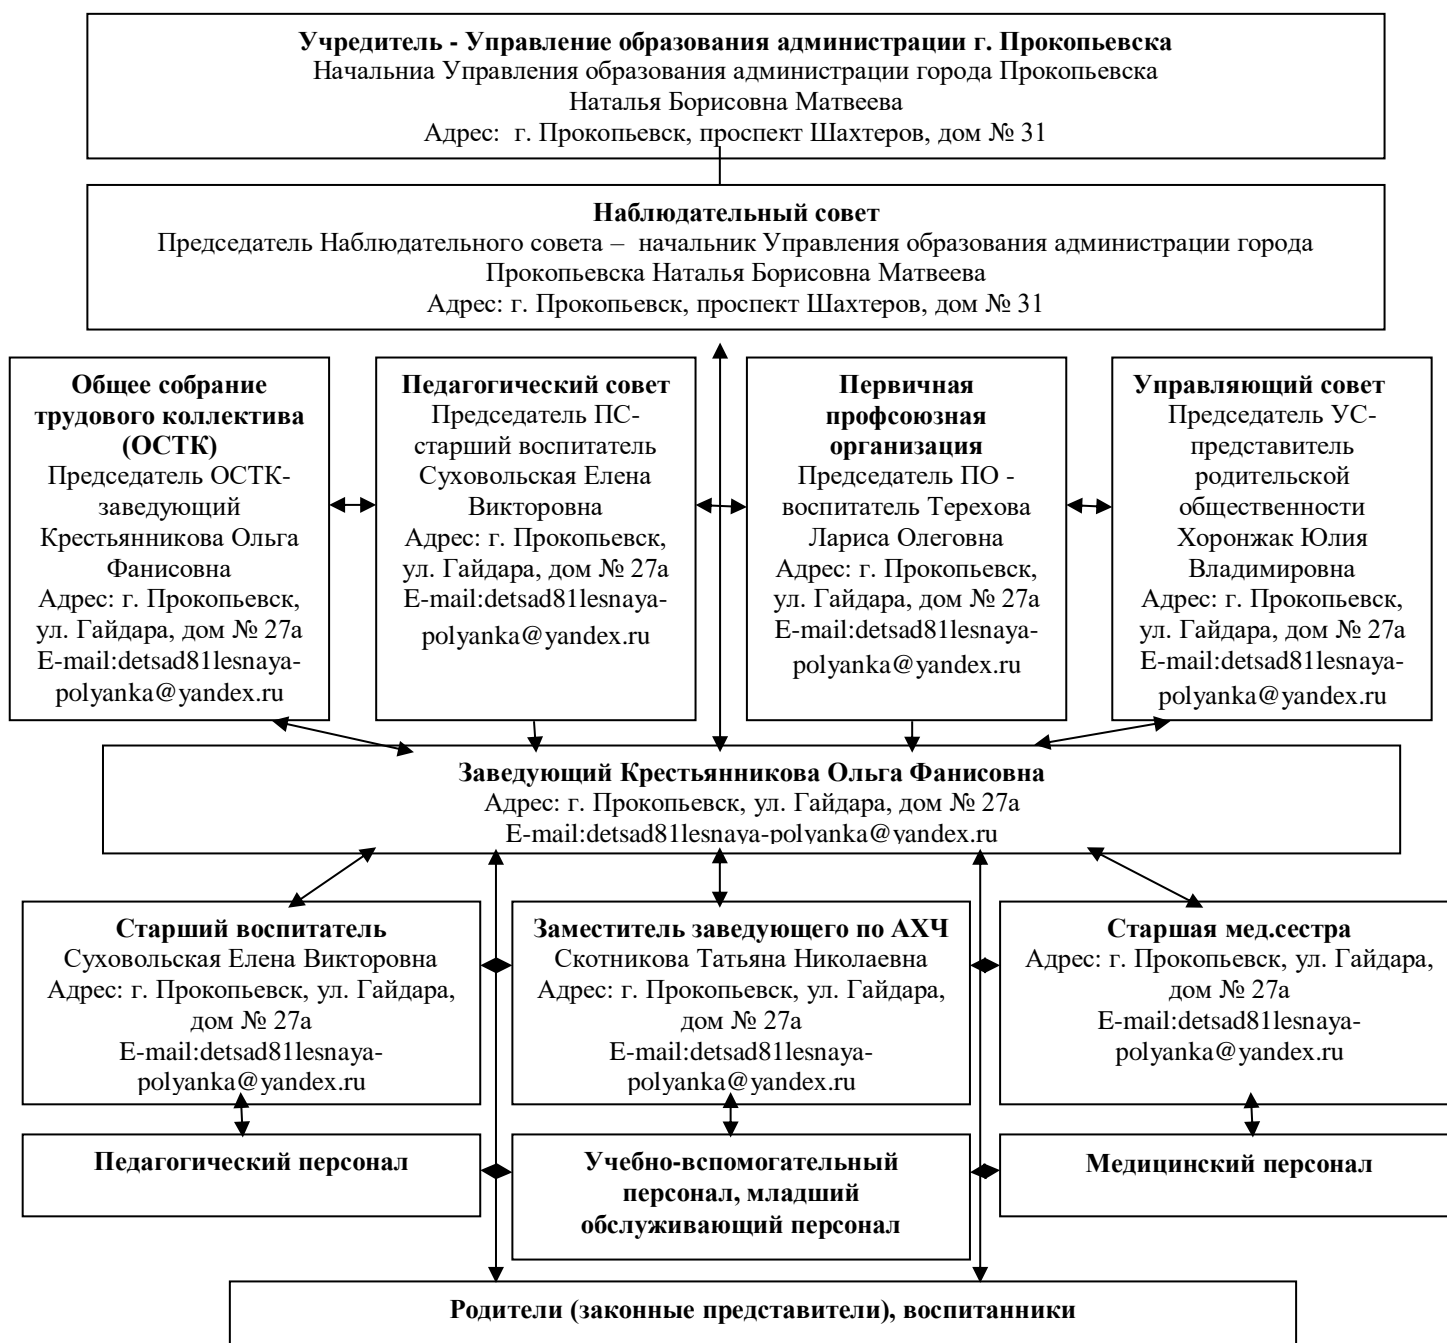 Учредитель - Управление образования администрации г. Прокопьевска
Начальниа Управления образования администрации города Прокопьевска
Наталья Борисовна Матвеева
Адрес: г. Прокопьевск, проспект Шахтеров, дом № 31
Наблюдательный совет
Председатель Наблюдательного совета – начальник Управления образования администрации города
Прокопьевска Наталья Борисовна Матвеева
Адрес: г. Прокопьевск, проспект Шахтеров, дом № 31
Общее собрание
трудового коллектива
(ОСТК)
Председатель ОСТК-
заведующий
Крестьянникова Ольга
Фанисовна
Адрес: г. Прокопьевск,
ул. Гайдара, дом № 27а
E-mail:detsad81lesnaya-
polyanka@yandex.ru
Педагогический совет
Председатель ПС-
старший воспитатель
Суховольская Елена
Викторовна
Адрес: г. Прокопьевск,
ул. Гайдара, дом № 27а
E-mail:detsad81lesnaya-
polyanka@yandex.ru
Первичная
профсоюзная
организация
Председатель ПО -
воспитатель Терехова
Лариса Олеговна
Адрес: г. Прокопьевск,
ул. Гайдара, дом № 27а
E-mail:detsad81lesnaya-
polyanka@yandex.ru
Управляющий совет
Председатель УС-
представитель
родительской
общественности
Хоронжак Юлия
Владимировна
Адрес: г. Прокопьевск,
ул. Гайдара, дом № 27а
E-mail:detsad81lesnaya-
polyanka@yandex.ru
Заведующий Крестьянникова Ольга Фанисовна
Адрес: г. Прокопьевск, ул. Гайдара, дом № 27а
E-mail:detsad81lesnaya-polyanka@yandex.ru
Старший воспитатель
Суховольская Елена Викторовна
Адрес: г. Прокопьевск, ул. Гайдара,
дом № 27а
E-mail:detsad81lesnaya-
polyanka@yandex.ru
Заместитель заведующего по АХЧ
Скотникова Татьяна Николаевна
Адрес: г. Прокопьевск, ул. Гайдара,
дом № 27а
E-mail:detsad81lesnaya-
polyanka@yandex.ru
Старшая мед.сестра
Адрес: г. Прокопьевск, ул. Гайдара,
дом № 27а
E-mail:detsad81lesnaya-
polyanka@yandex.ru
Педагогический персонал
Учебно-вспомогательный
персонал, младший
обслуживающий персонал
Медицинский персонал
Родители (законные представители), воспитанники